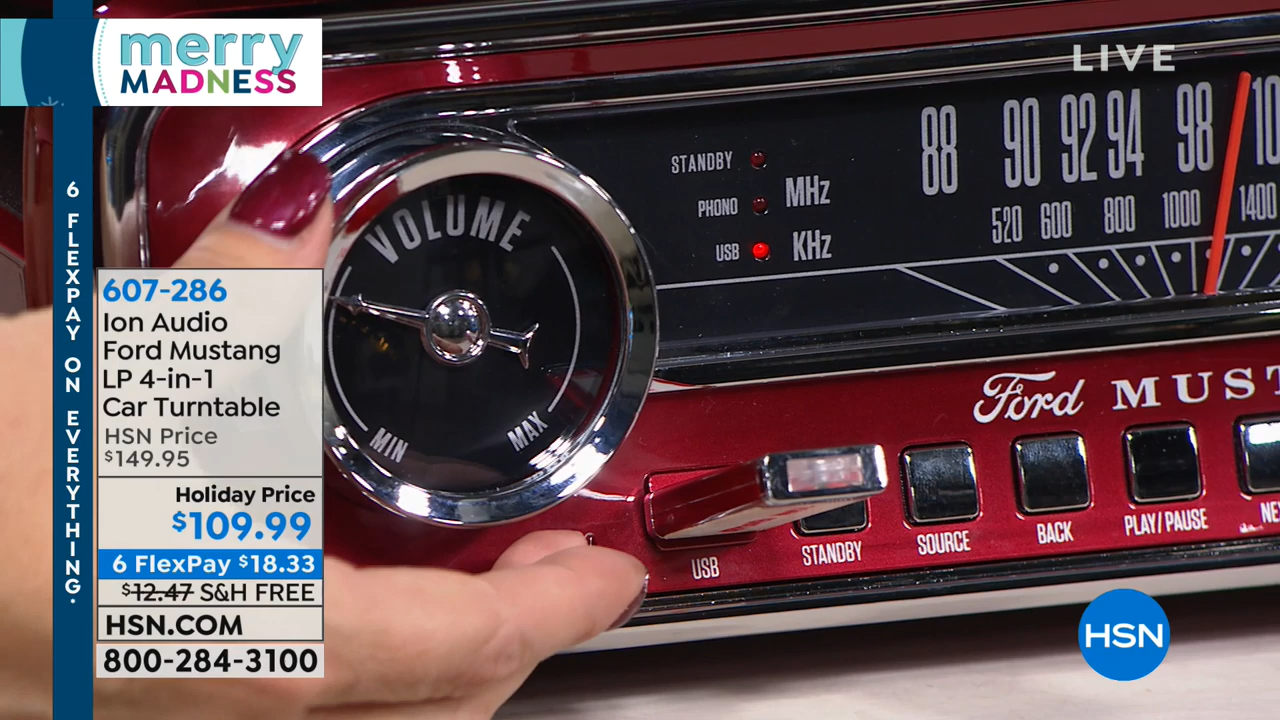 merry
MADNESS
LIVE
6 FLEXPAY ON EVERYTHING.
607-286
Ion Audio
Ford Mustang
LP 4-in-1
Car Turntable
HSN Price
$149.95
Holiday Price
$109.99
6 FlexPay $18.33
$12.47 S&H FREE
HSN.COM
800-284-3100
VOLUME
MIN
MAX
STANDBY
PHONO
USB
MHz
KHz
88 90 92 94 98 10
520 600 800 1000 1400
Ford MUST
USB
STANDBY
SOURCE
BACK
PLAY/PAUSE
NE
HSN